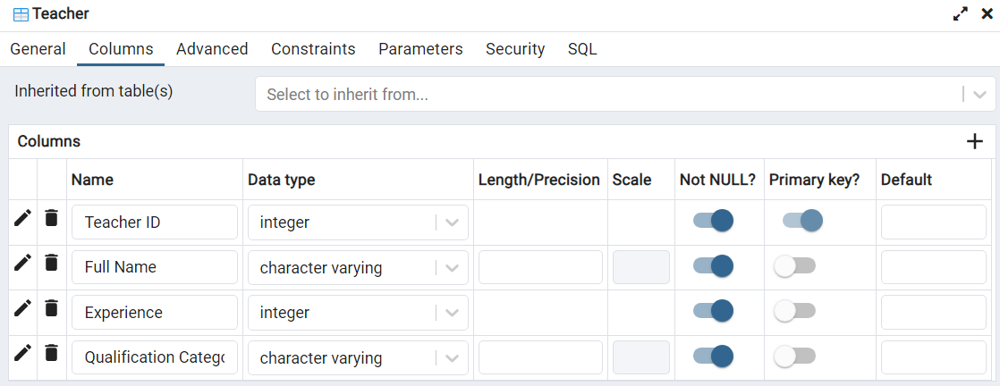 Teacher
General Columns Advanced Constraints Parameters Security SQL
Inherited from table(s) Select to inherit from...
Columns
Name Data type Length/Precision Scale Not NULL? Primary key? Default
Teacher ID integer
Full Name character varying
Experience integer
Qualification Catego character varying